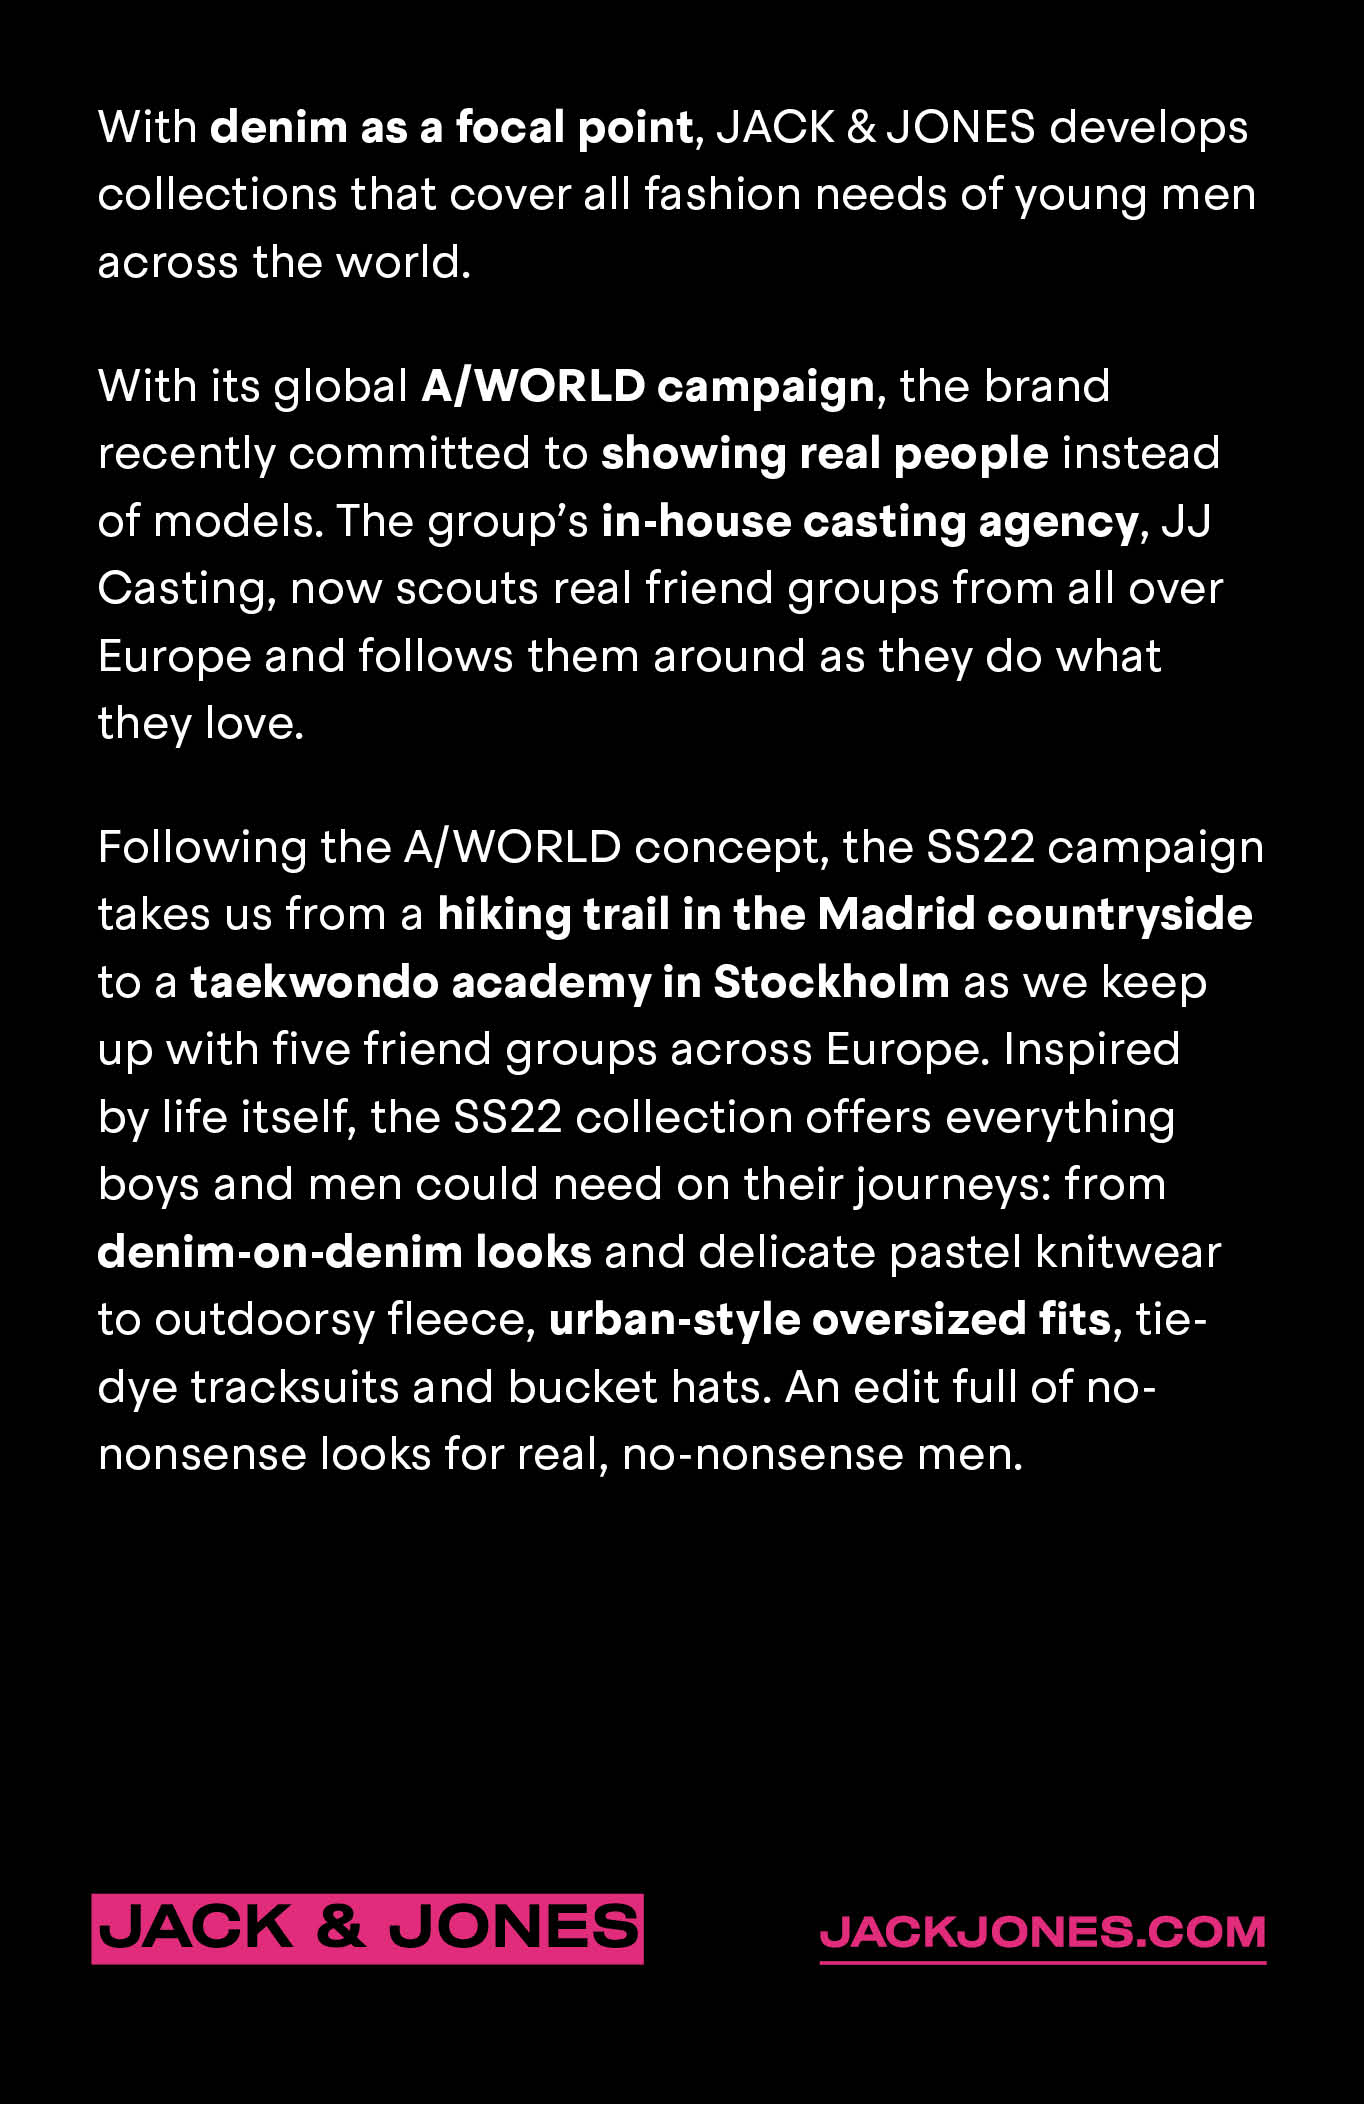 With denim as a focal point, JACK & JONES develops
collections that cover all fashion needs of young men
across the world.
With its global A/WORLD campaign, the brand
recently committed to showing real people instead
of models. The group’s in-house casting agency, JJ
Casting, now scouts real friend groups from all over
Europe and follows them around as they do what
they love.
Following the A/WORLD concept, the SS22 campaign
takes us from a hiking trail in the Madrid countryside
to a taekwondo academy in Stockholm as we keep
up with five friend groups across Europe. Inspired
by life itself, the SS22 collection offers everything
boys and men could need on their journeys: from
denim-on-denim looks and delicate pastel knitwear
to outdoorsy fleece, urban-style oversized fits, tie-
dye tracksuits and bucket hats. An edit full of no-
nonsense looks for real, no-nonsense men.
JACK & JONES
JACKJONES.COM